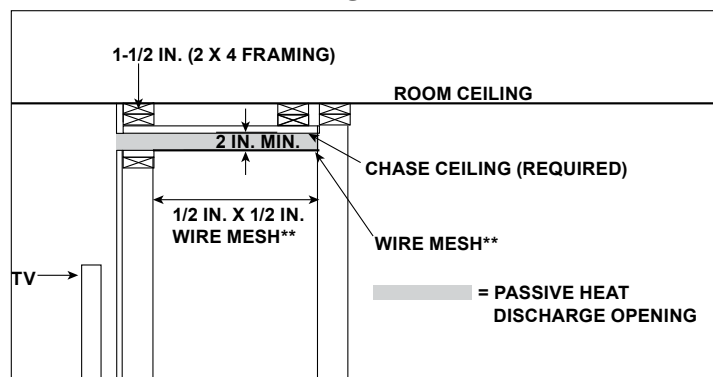 1-1/2 IN. (2 X 4 FRAMING)
ROOM CEILING
2 IN. MIN.
CHASE CEILING (REQUIRED)
1/2 IN. X 1/2 IN.
WIRE MESH**
WIRE MESH**
TV
= PASSIVE HEAT
DISCHARGE OPENING